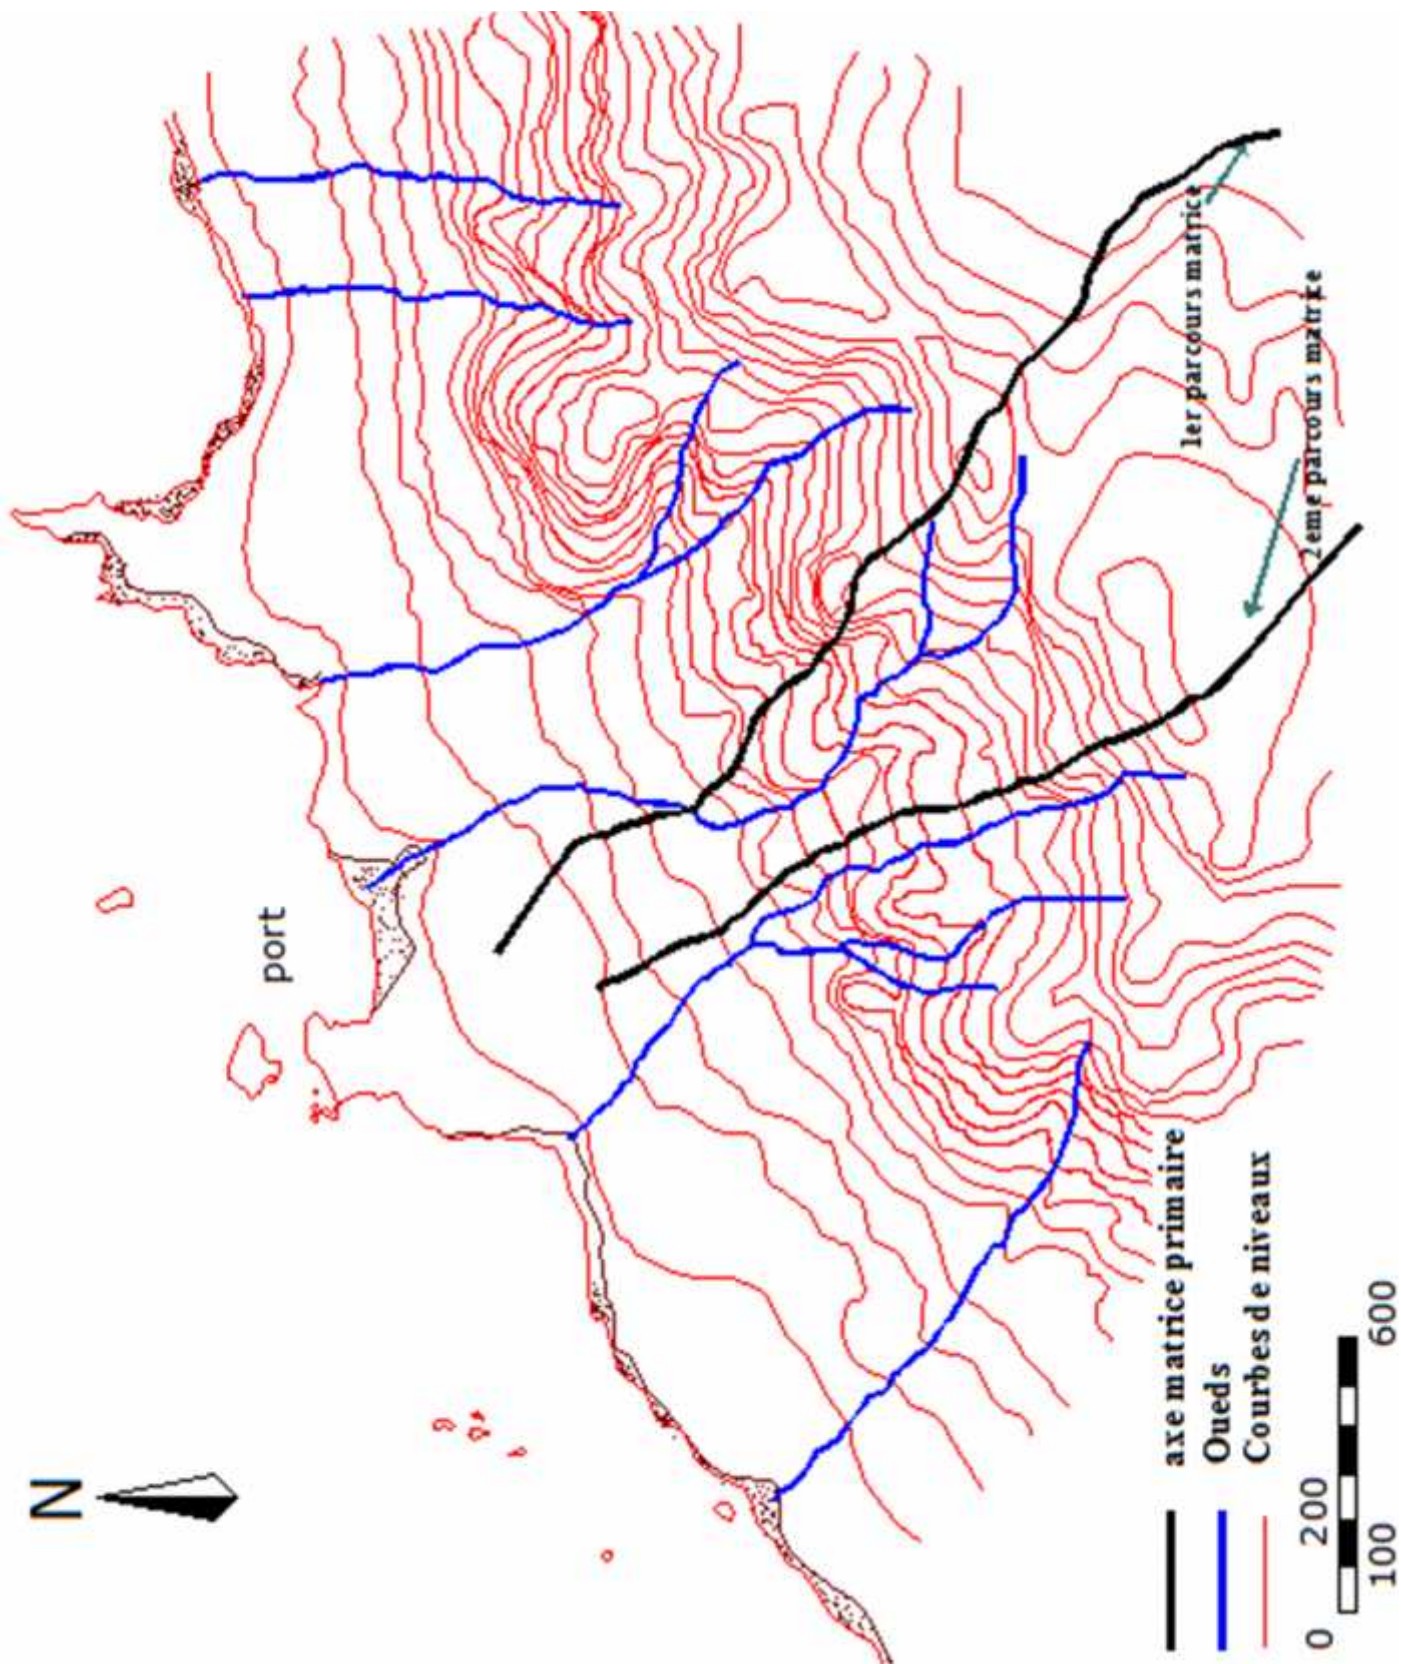 N
port
1er parcours matrice
2eme parcours matrice
axe matrice primaire
Oueds
Courbes de niveaux
0 200 600
100